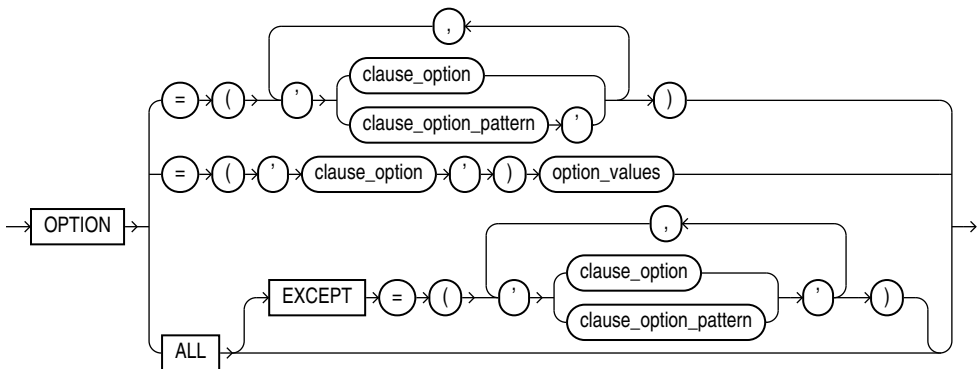 ,
clause_option
= ( ' clause_option_pattern ' )
= ( ' clause_option ' ) option_values
OPTION
,
clause_option
EXCEPT = ( ' clause_option_pattern ' )
ALL